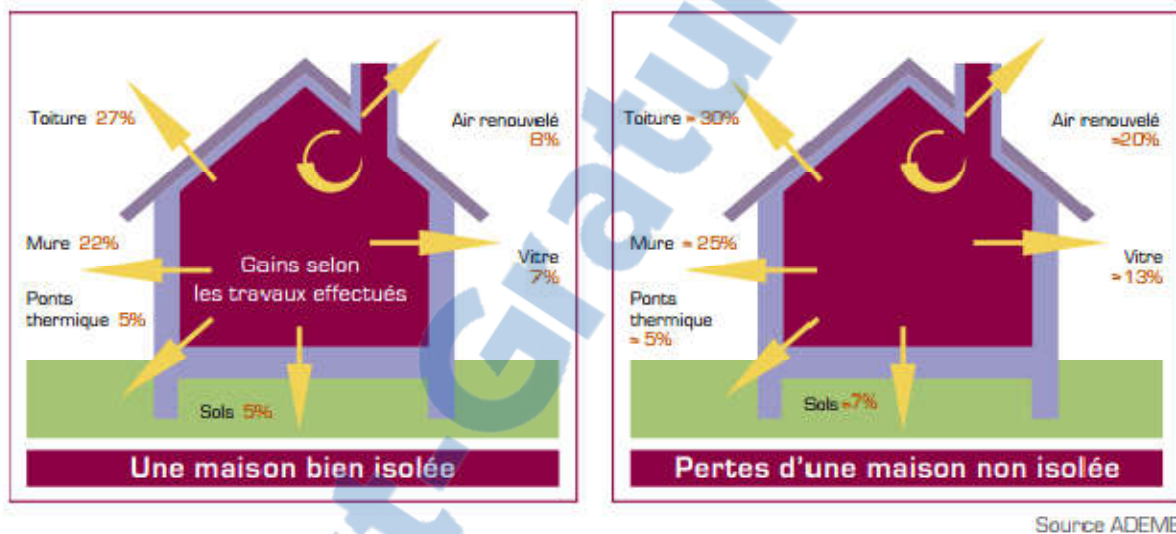 Toiture 27%
Air renouvelé
8%
Mure 22%
Gains selon
les travaux effectués
Vitre
7%
Ponts
thermique 5%
Sols 5%
Une maison bien isolée
Toiture ≈ 30%
Air renouvelé
≈20%
Mure ≈ 25%
Vitre
≈13%
Ponts
thermique
≈ 5%
Sols ≈7%
Pertes d'une maison non isolée
Source ADEME